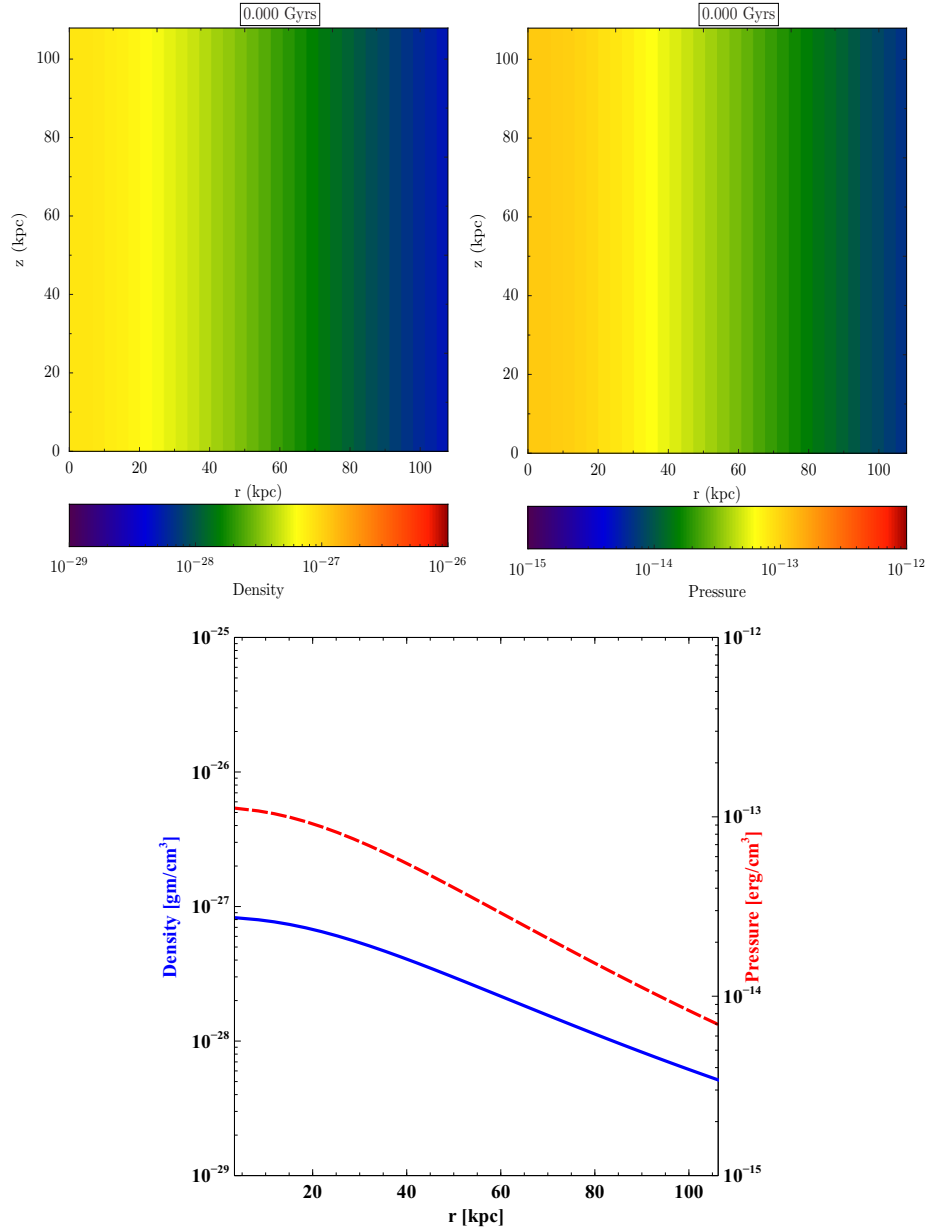 0.000 Gyrs
100
80
60
40
20
0
z (kpc)
0 20 40 60 80 100
r (kpc)
10⁻²⁹ 10⁻²⁸ 10⁻²⁷ 10⁻²⁶
Density
0.000 Gyrs
100
80
60
40
20
0
z (kpc)
0 20 40 60 80 100
r (kpc)
10⁻¹⁵ 10⁻¹⁴ 10⁻¹³ 10⁻¹²
Pressure
10⁻²⁵
10⁻²⁶
10⁻²⁷
10⁻²⁸
10⁻²⁹
Density [gm/cm³]
10⁻¹²
10⁻¹³
10⁻¹⁴
10⁻¹⁵
Pressure [erg/cm³]
20 40 60 80 100
r [kpc]